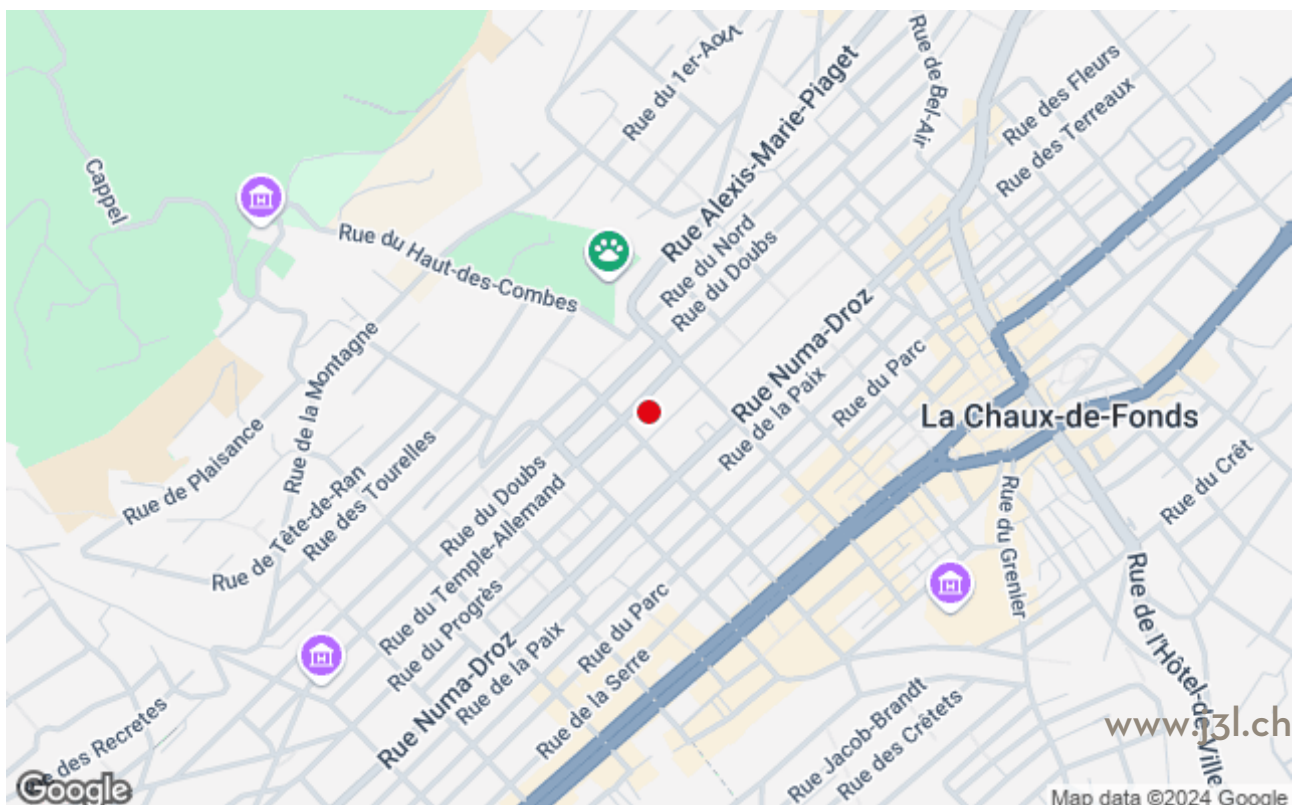 Rue du 1er-Août
Rue Alexis-Marie-Piaget
Rue de Bel-Air
Rue des Fleurs
Rue des Terreaux
Cappel
Rue du Haut-des-Combes
Rue du Nord
Rue du Doubs
Rue Numa-Droz
Rue de la Paix
Rue du Parc
La Chaux-de-Fonds
Rue de la Montagne
Rue de Plaisance
Rue de Tête-de-Ran
Rue des Tourelles
Rue du Doubs
Rue du Temple-Allemand
Rue du Progrès
Rue Numa-Droz
Rue de la Paix
Rue du Parc
Rue de la Serre
Rue du Grenier
Rue du Crêt
Rue de l'Hôtel-de-Ville
Rue Jacob-Brandt
Rue des Crêtets
ue des Recretes
www.j3l.ch
Google
Map data ©2024 Google